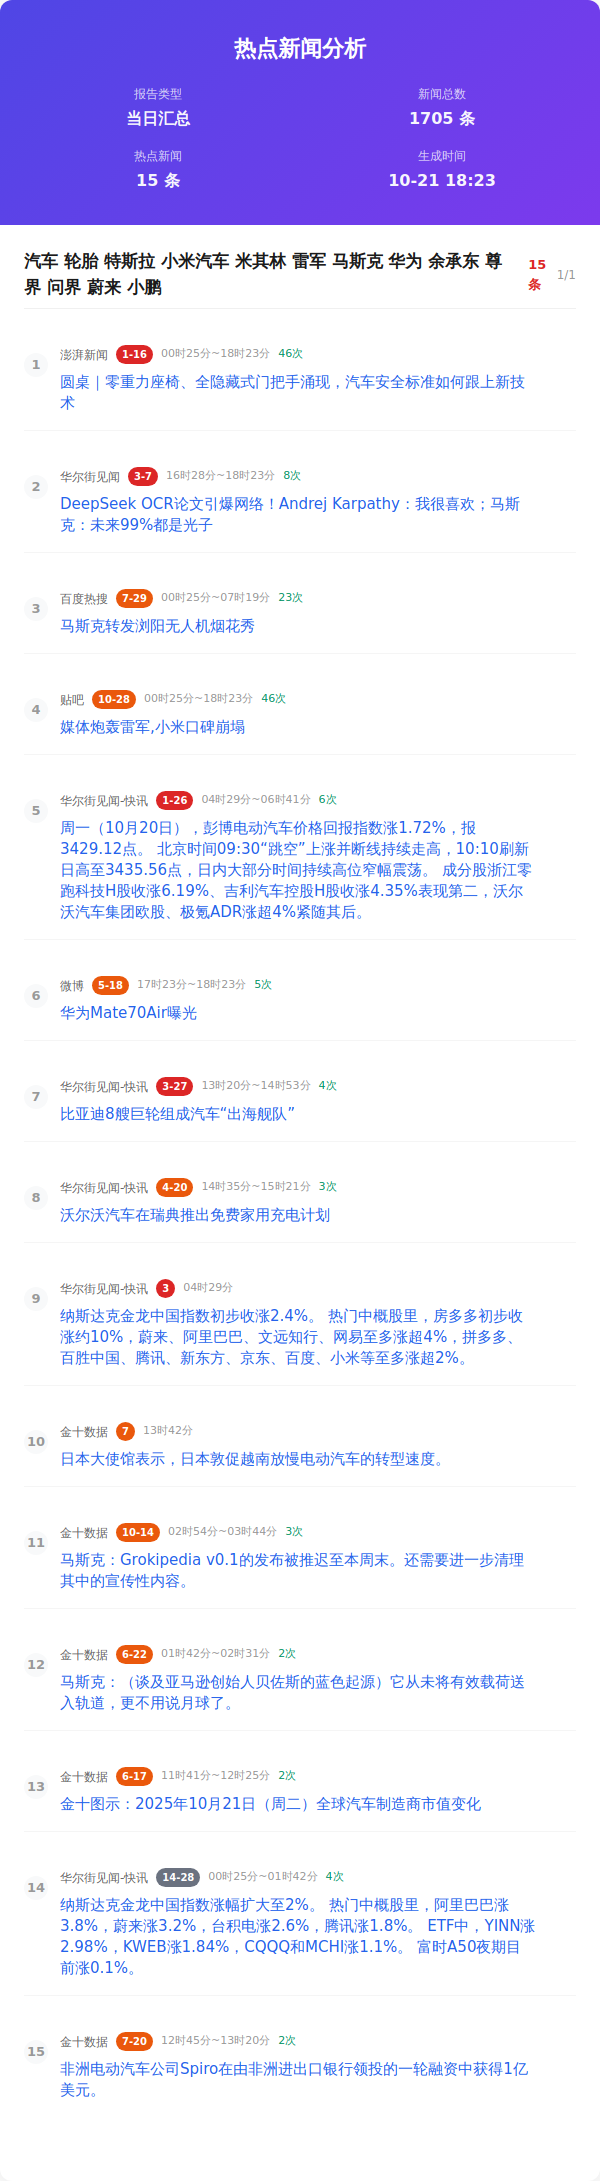 热点新闻分析
报告类型
当日汇总
新闻总数
1705 条
热点新闻
15 条
生成时间
10-21 18:23
汽车 轮胎 特斯拉 小米汽车 米其林 雷军 马斯克 华为 余承东 尊
界 问界 蔚来 小鹏
15
条
1/1
1
澎湃新闻 1-16 00时25分~18时23分 46次
圆桌｜零重力座椅、全隐藏式门把手涌现，汽车安全标准如何跟上新技
术
2
华尔街见闻 3-7 16时28分~18时23分 8次
DeepSeek OCR论文引爆网络！Andrej Karpathy：我很喜欢；马斯
克：未来99%都是光子
3
百度热搜 7-29 00时25分~07时19分 23次
马斯克转发浏阳无人机烟花秀
4
贴吧 10-28 00时25分~18时23分 46次
媒体炮轰雷军,小米口碑崩塌
5
华尔街见闻-快讯 1-26 04时29分~06时41分 6次
周一（10月20日），彭博电动汽车价格回报指数涨1.72%，报
3429.12点。 北京时间09:30“跳空”上涨并断线持续走高，10:10刷新
日高至3435.56点，日内大部分时间持续高位窄幅震荡。 成分股浙江零
跑科技H股收涨6.19%、吉利汽车控股H股收涨4.35%表现第二，沃尔
沃汽车集团欧股、极氪ADR涨超4%紧随其后。
6
微博 5-18 17时23分~18时23分 5次
华为Mate70Air曝光
7
华尔街见闻-快讯 3-27 13时20分~14时53分 4次
比亚迪8艘巨轮组成汽车“出海舰队”
8
华尔街见闻-快讯 4-20 14时35分~15时21分 3次
沃尔沃汽车在瑞典推出免费家用充电计划
9
华尔街见闻-快讯 3 04时29分
纳斯达克金龙中国指数初步收涨2.4%。 热门中概股里，房多多初步收
涨约10%，蔚来、阿里巴巴、文远知行、网易至多涨超4%，拼多多、
百胜中国、腾讯、新东方、京东、百度、小米等至多涨超2%。
10
金十数据 7 13时42分
日本大使馆表示，日本敦促越南放慢电动汽车的转型速度。
11
金十数据 10-14 02时54分~03时44分 3次
马斯克：Grokipedia v0.1的发布被推迟至本周末。还需要进一步清理
其中的宣传性内容。
12
金十数据 6-22 01时42分~02时31分 2次
马斯克：（谈及亚马逊创始人贝佐斯的蓝色起源）它从未将有效载荷送
入轨道，更不用说月球了。
13
金十数据 6-17 11时41分~12时25分 2次
金十图示：2025年10月21日（周二）全球汽车制造商市值变化
14
华尔街见闻-快讯 14-28 00时25分~01时42分 4次
纳斯达克金龙中国指数涨幅扩大至2%。 热门中概股里，阿里巴巴涨
3.8%，蔚来涨3.2%，台积电涨2.6%，腾讯涨1.8%。 ETF中，YINN涨
2.98%，KWEB涨1.84%，CQQQ和MCHI涨1.1%。 富时A50夜期目
前涨0.1%。
15
金十数据 7-20 12时45分~13时20分 2次
非洲电动汽车公司Spiro在由非洲进出口银行领投的一轮融资中获得1亿
美元。